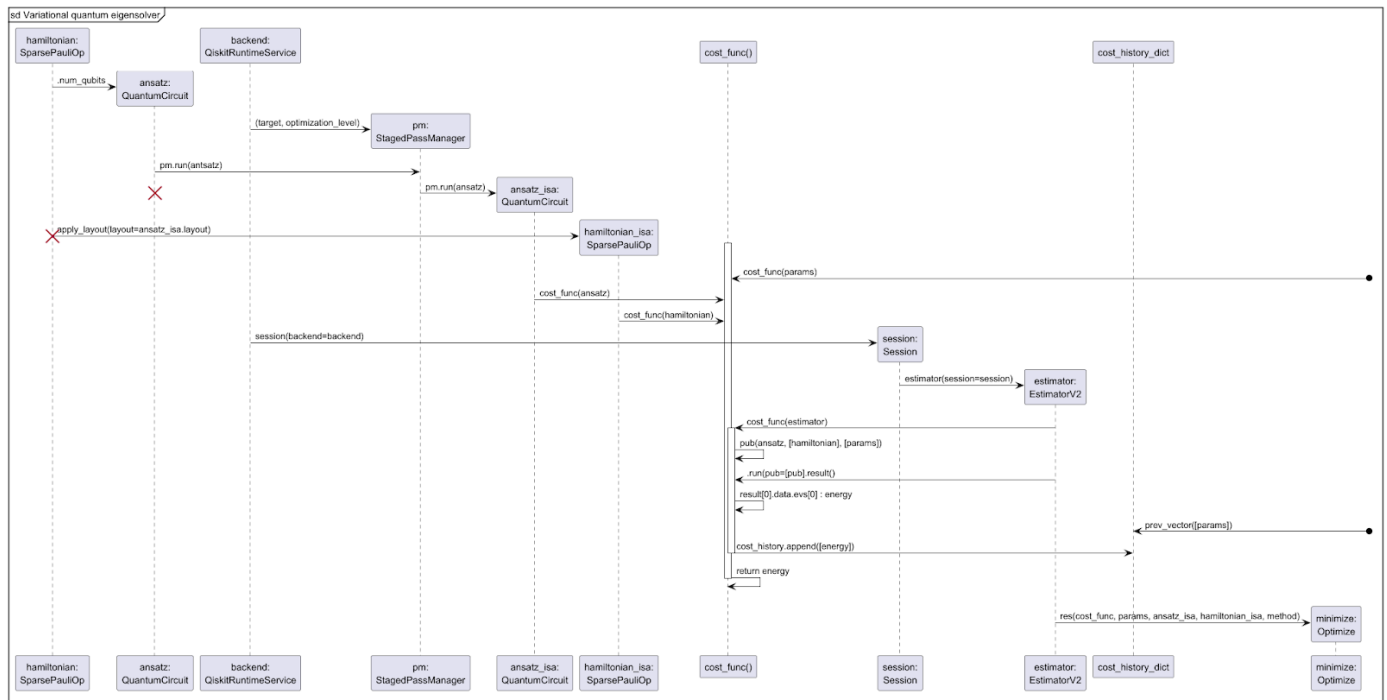 sd Variational quantum eigensolver
hamiltonian:
SparsePauliOp
backend:
QiskitRuntimeService
cost_func()
cost_history_dict
.num_qubits
ansatz:
QuantumCircuit
(target, optimization_level)
pm:
StagedPassManager
pm.run(antsatz)
pm.run(ansatz)
ansatz_isa:
QuantumCircuit
apply_layout(layout=ansatz_isa.layout)
hamiltonian_isa:
SparsePauliOp
cost_func(params)
cost_func(ansatz)
cost_func(hamiltonian)
session(backend=backend)
session:
Session
estimator(session=session)
estimator:
EstimatorV2
cost_func(estimator)
pub(ansatz, [hamiltonian], [params])
.run(pub=[pub].result()
result[0].data.evs[0] : energy
prev_vector([params])
cost_history.append([energy])
return energy
res(cost_func, params, ansatz_isa, hamiltonian_isa, method)
minimize:
Optimize
hamiltonian:
SparsePauliOp
ansatz:
QuantumCircuit
backend:
QiskitRuntimeService
pm:
StagedPassManager
ansatz_isa:
QuantumCircuit
hamiltonian_isa:
SparsePauliOp
cost_func()
session:
Session
estimator:
EstimatorV2
cost_history_dict
minimize:
Optimize